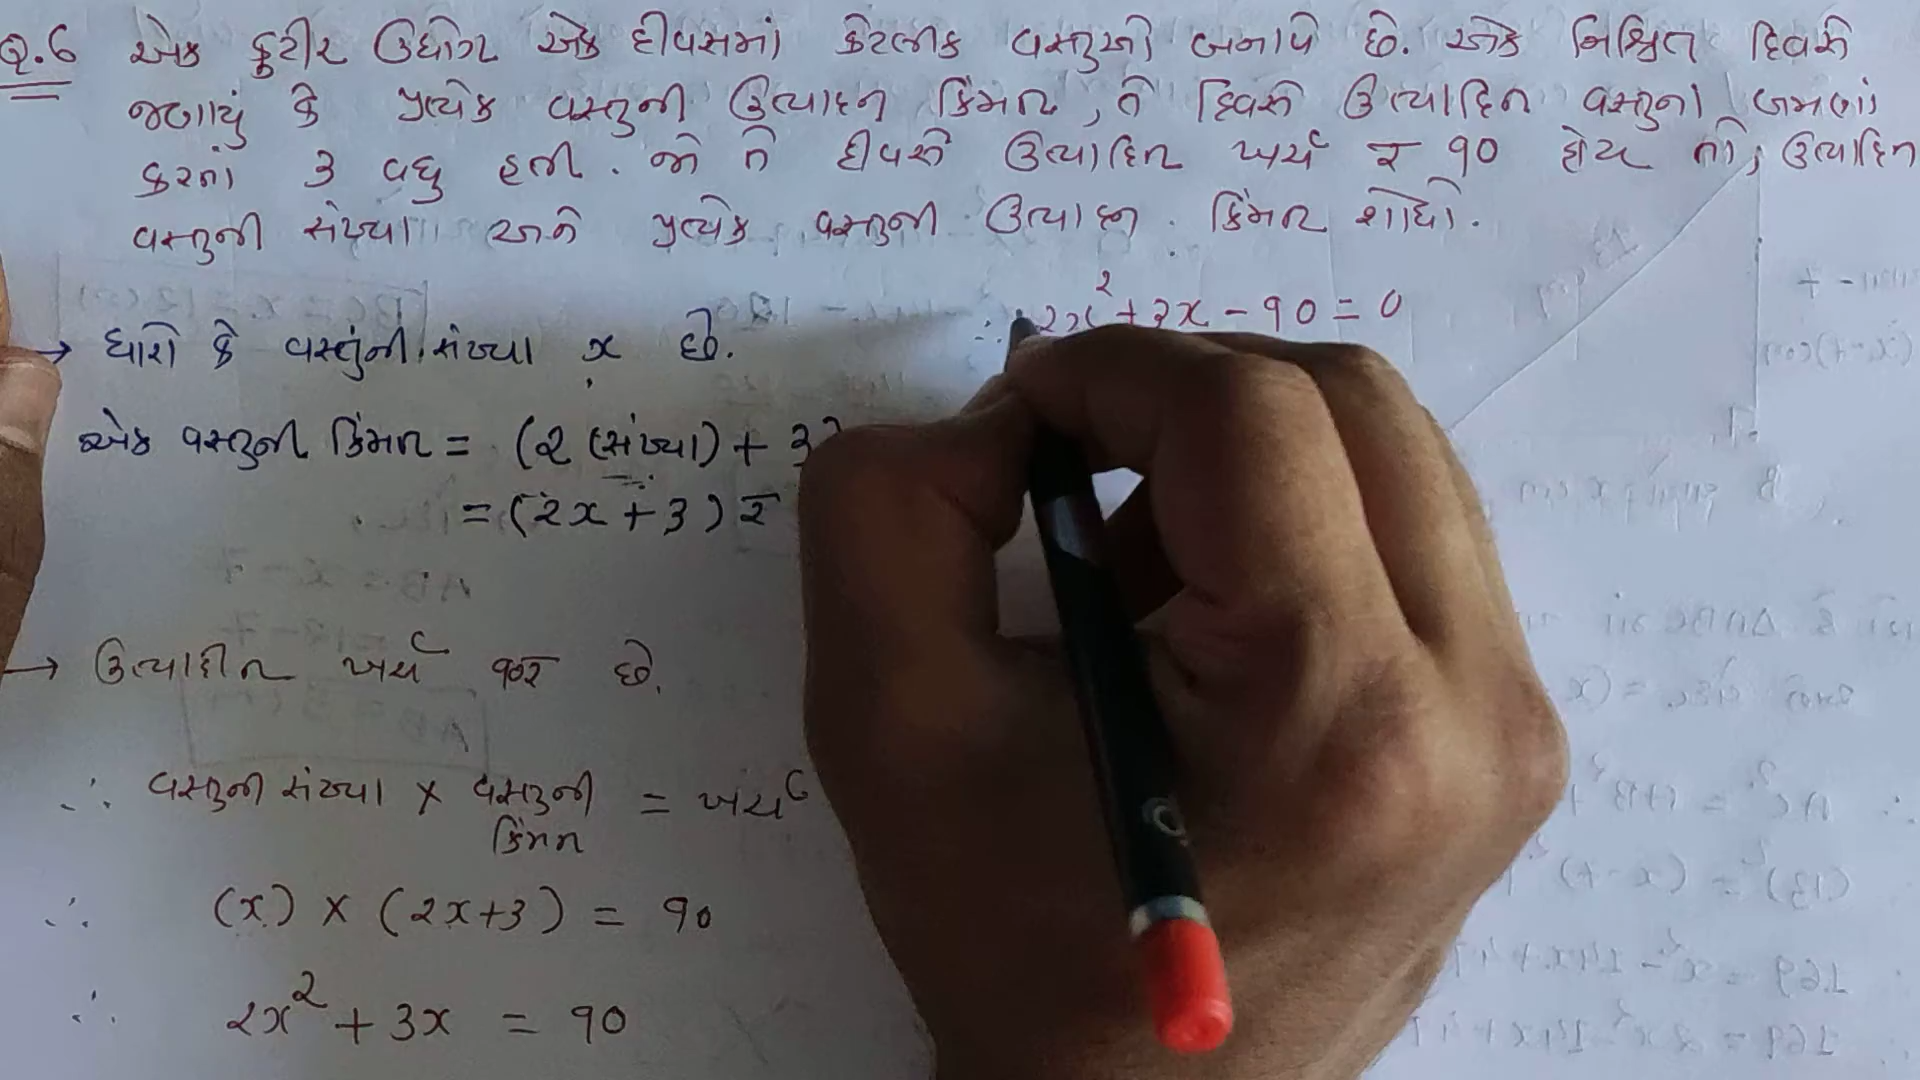 Q.6 એક કુટીર ઉદ્યોગ એક દીવસમાં કેટલીક વસ્તુઓ બનાવે છે. એક નિશ્ચિત દિવસે
જણાયું કે પ્રત્યેક વસ્તુની ઉત્પાદન કિંમત, તે દિવસે ઉત્પાદિત વસ્તુના બમણાં
કરતાં 3 વધુ હતી. જો તે દીવસે ઉત્પાદિત ખર્ચ ₹ 90 હોય તો, ઉત્પાદિત
વસ્તુની સંખ્યા અને પ્રત્યેક વસ્તુની ઉત્પાદન કિંમત શોધો.
→ ધારો કે વસ્તુંની સંખ્યા x છે.
એક વસ્તુની કિંમત = (2 (સંખ્યા) + 3)
= (2x + 3) ₹
→ ઉત્પાદીત ખર્ચ 90₹ છે.
∴ વસ્તુની સંખ્યા × વસ્તુની = ખર્ચ
કિંમત
∴ (x) × (2x+3) = 90
∴ 2x² + 3x = 90
∴ 2x² + 3x - 90 = 0